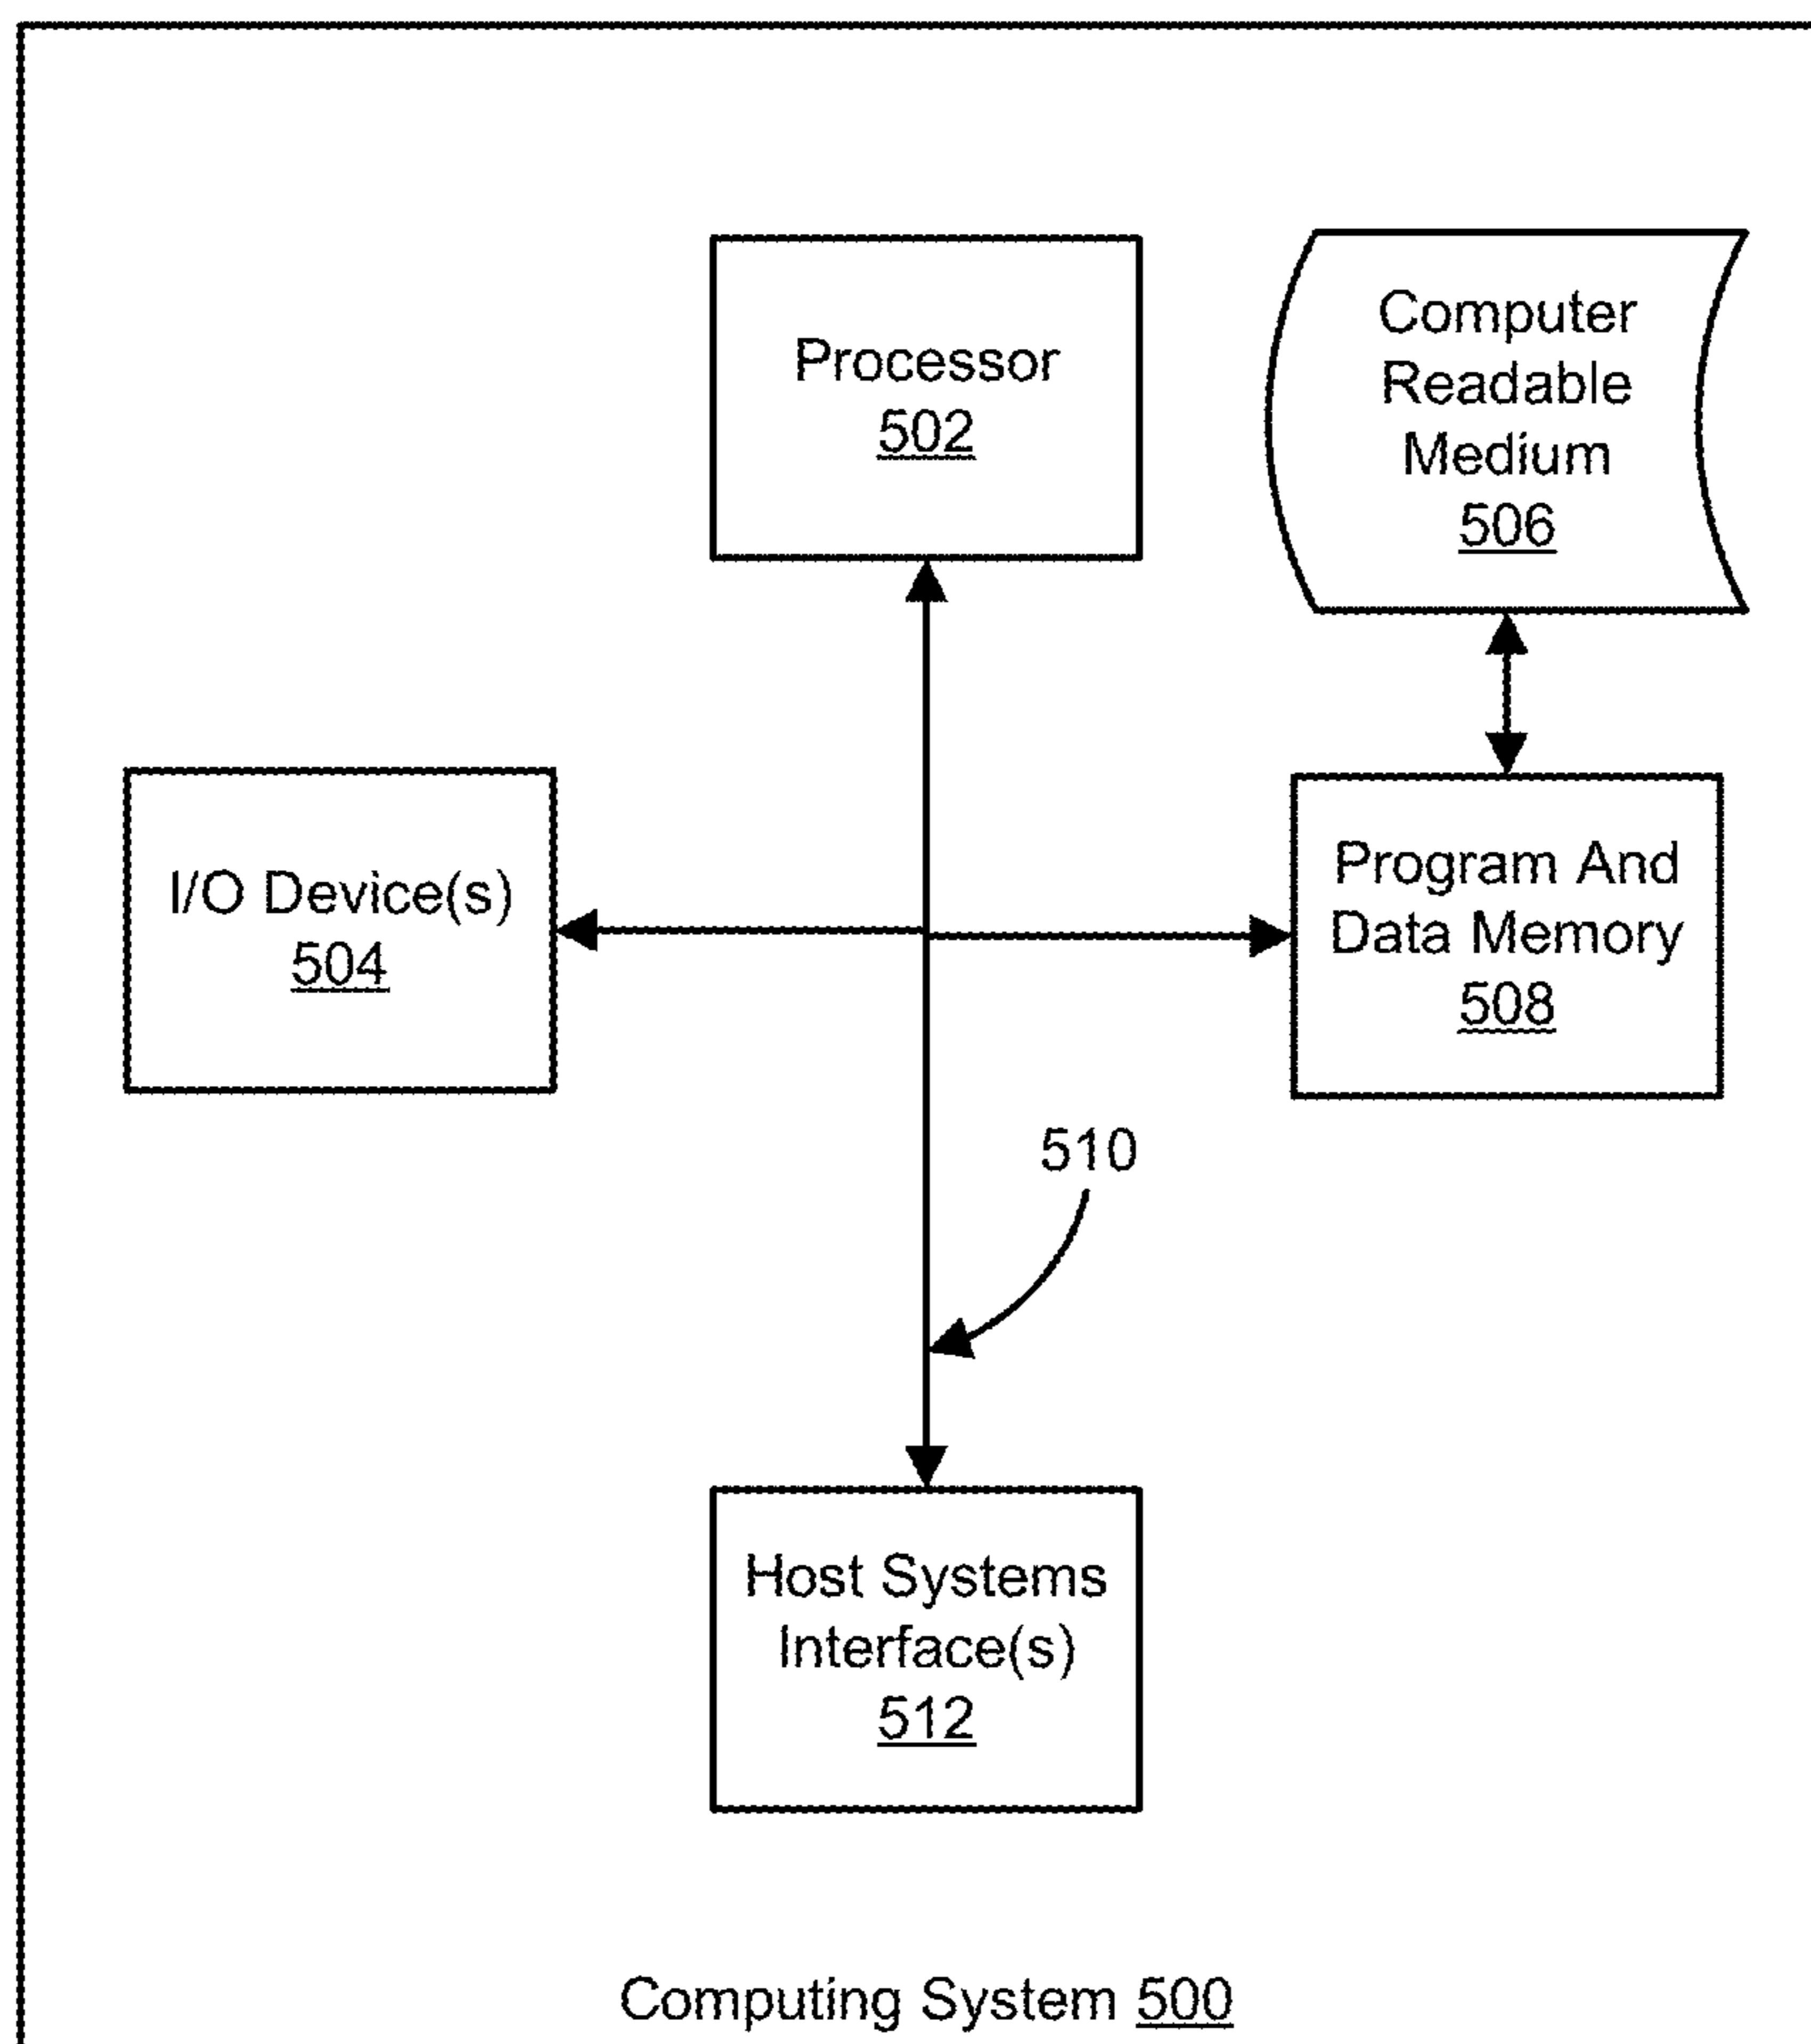 Processor
502
Computer
Readable
Medium
506
I/O Device(s)
504
Program And
Data Memory
508
510
Host Systems
Interface(s)
512
Computing System 500